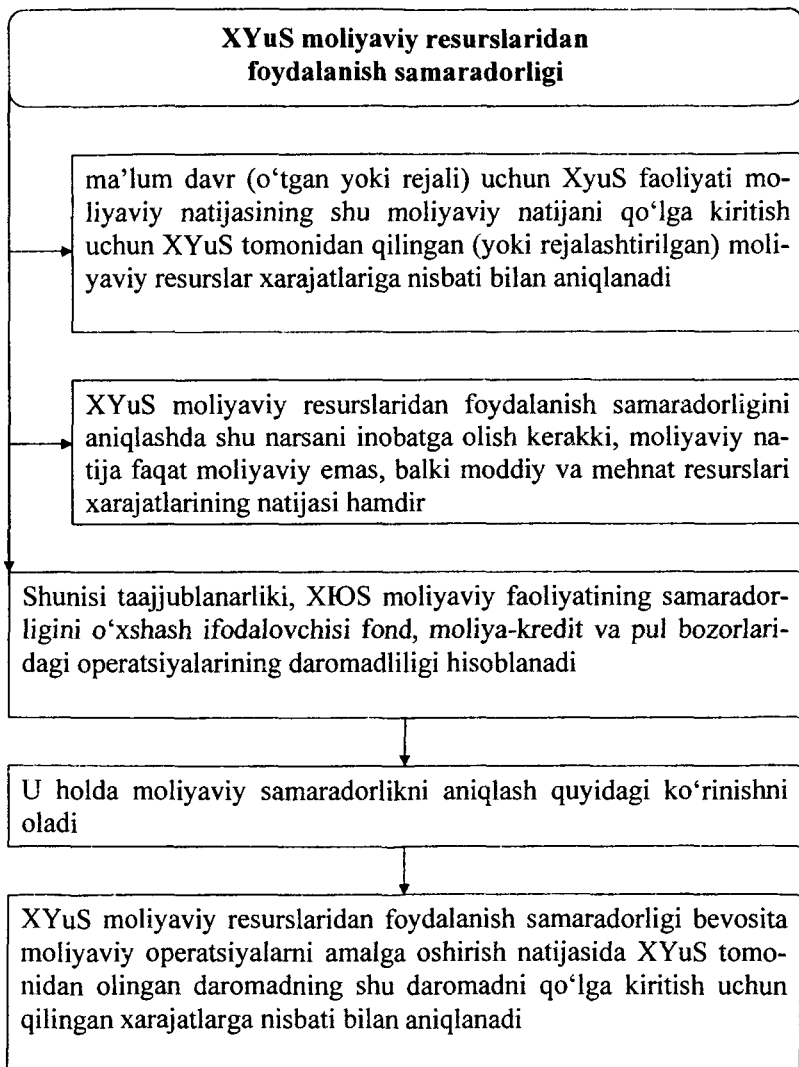 XYuS moliyaviy resurslaridan
foydalanish samaradorligi
ma’lum davr (o‘tgan yoki rejali) uchun XyuS faoliyati mo-
liyaviy natijasining shu moliyaviy natijani qo‘lga kiritish
uchun XYuS tomonidan qilingan (yoki rejalashtirilgan) moli-
yaviy resurslar xarajatlariga nisbati bilan aniqlanadi
XYuS moliyaviy resurslaridan foydalanish samaradorligini
aniqlashda shu narsani inobatga olish kerakki, moliyaviy na-
tija faqat moliyaviy emas, balki moddiy va mehnat resurslari
xarajatlarining natijasi hamdir
Shunisi taajjublanarliki, XЮS moliyaviy faoliyatining samarador-
ligini o‘xshash ifodalovchisi fond, moliya-kredit va pul bozorlari-
dagi operatsiyalarining daromadliligi hisoblanadi
U holda moliyaviy samaradorlikni aniqlash quyidagi ko‘rinishni
oladi
XYuS moliyaviy resurslaridan foydalanish samaradorligi bevosita
moliyaviy operatsiyalarni amalga oshirish natijasida XYuS tomo-
nidan olingan daromadning shu daromadni qo‘lga kiritish uchun
qilingan xarajatlarga nisbati bilan aniqlanadi